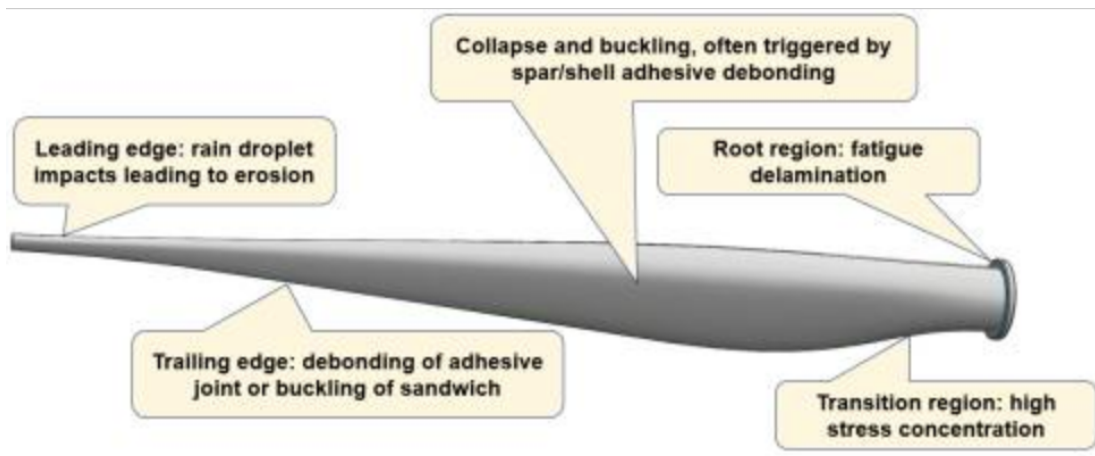 Collapse and buckling, often triggered by
spar/shell adhesive debonding
Leading edge: rain droplet
impacts leading to erosion
Root region: fatigue
delamination
Trailing edge: debonding of adhesive
joint or buckling of sandwich
Transition region: high
stress concentration